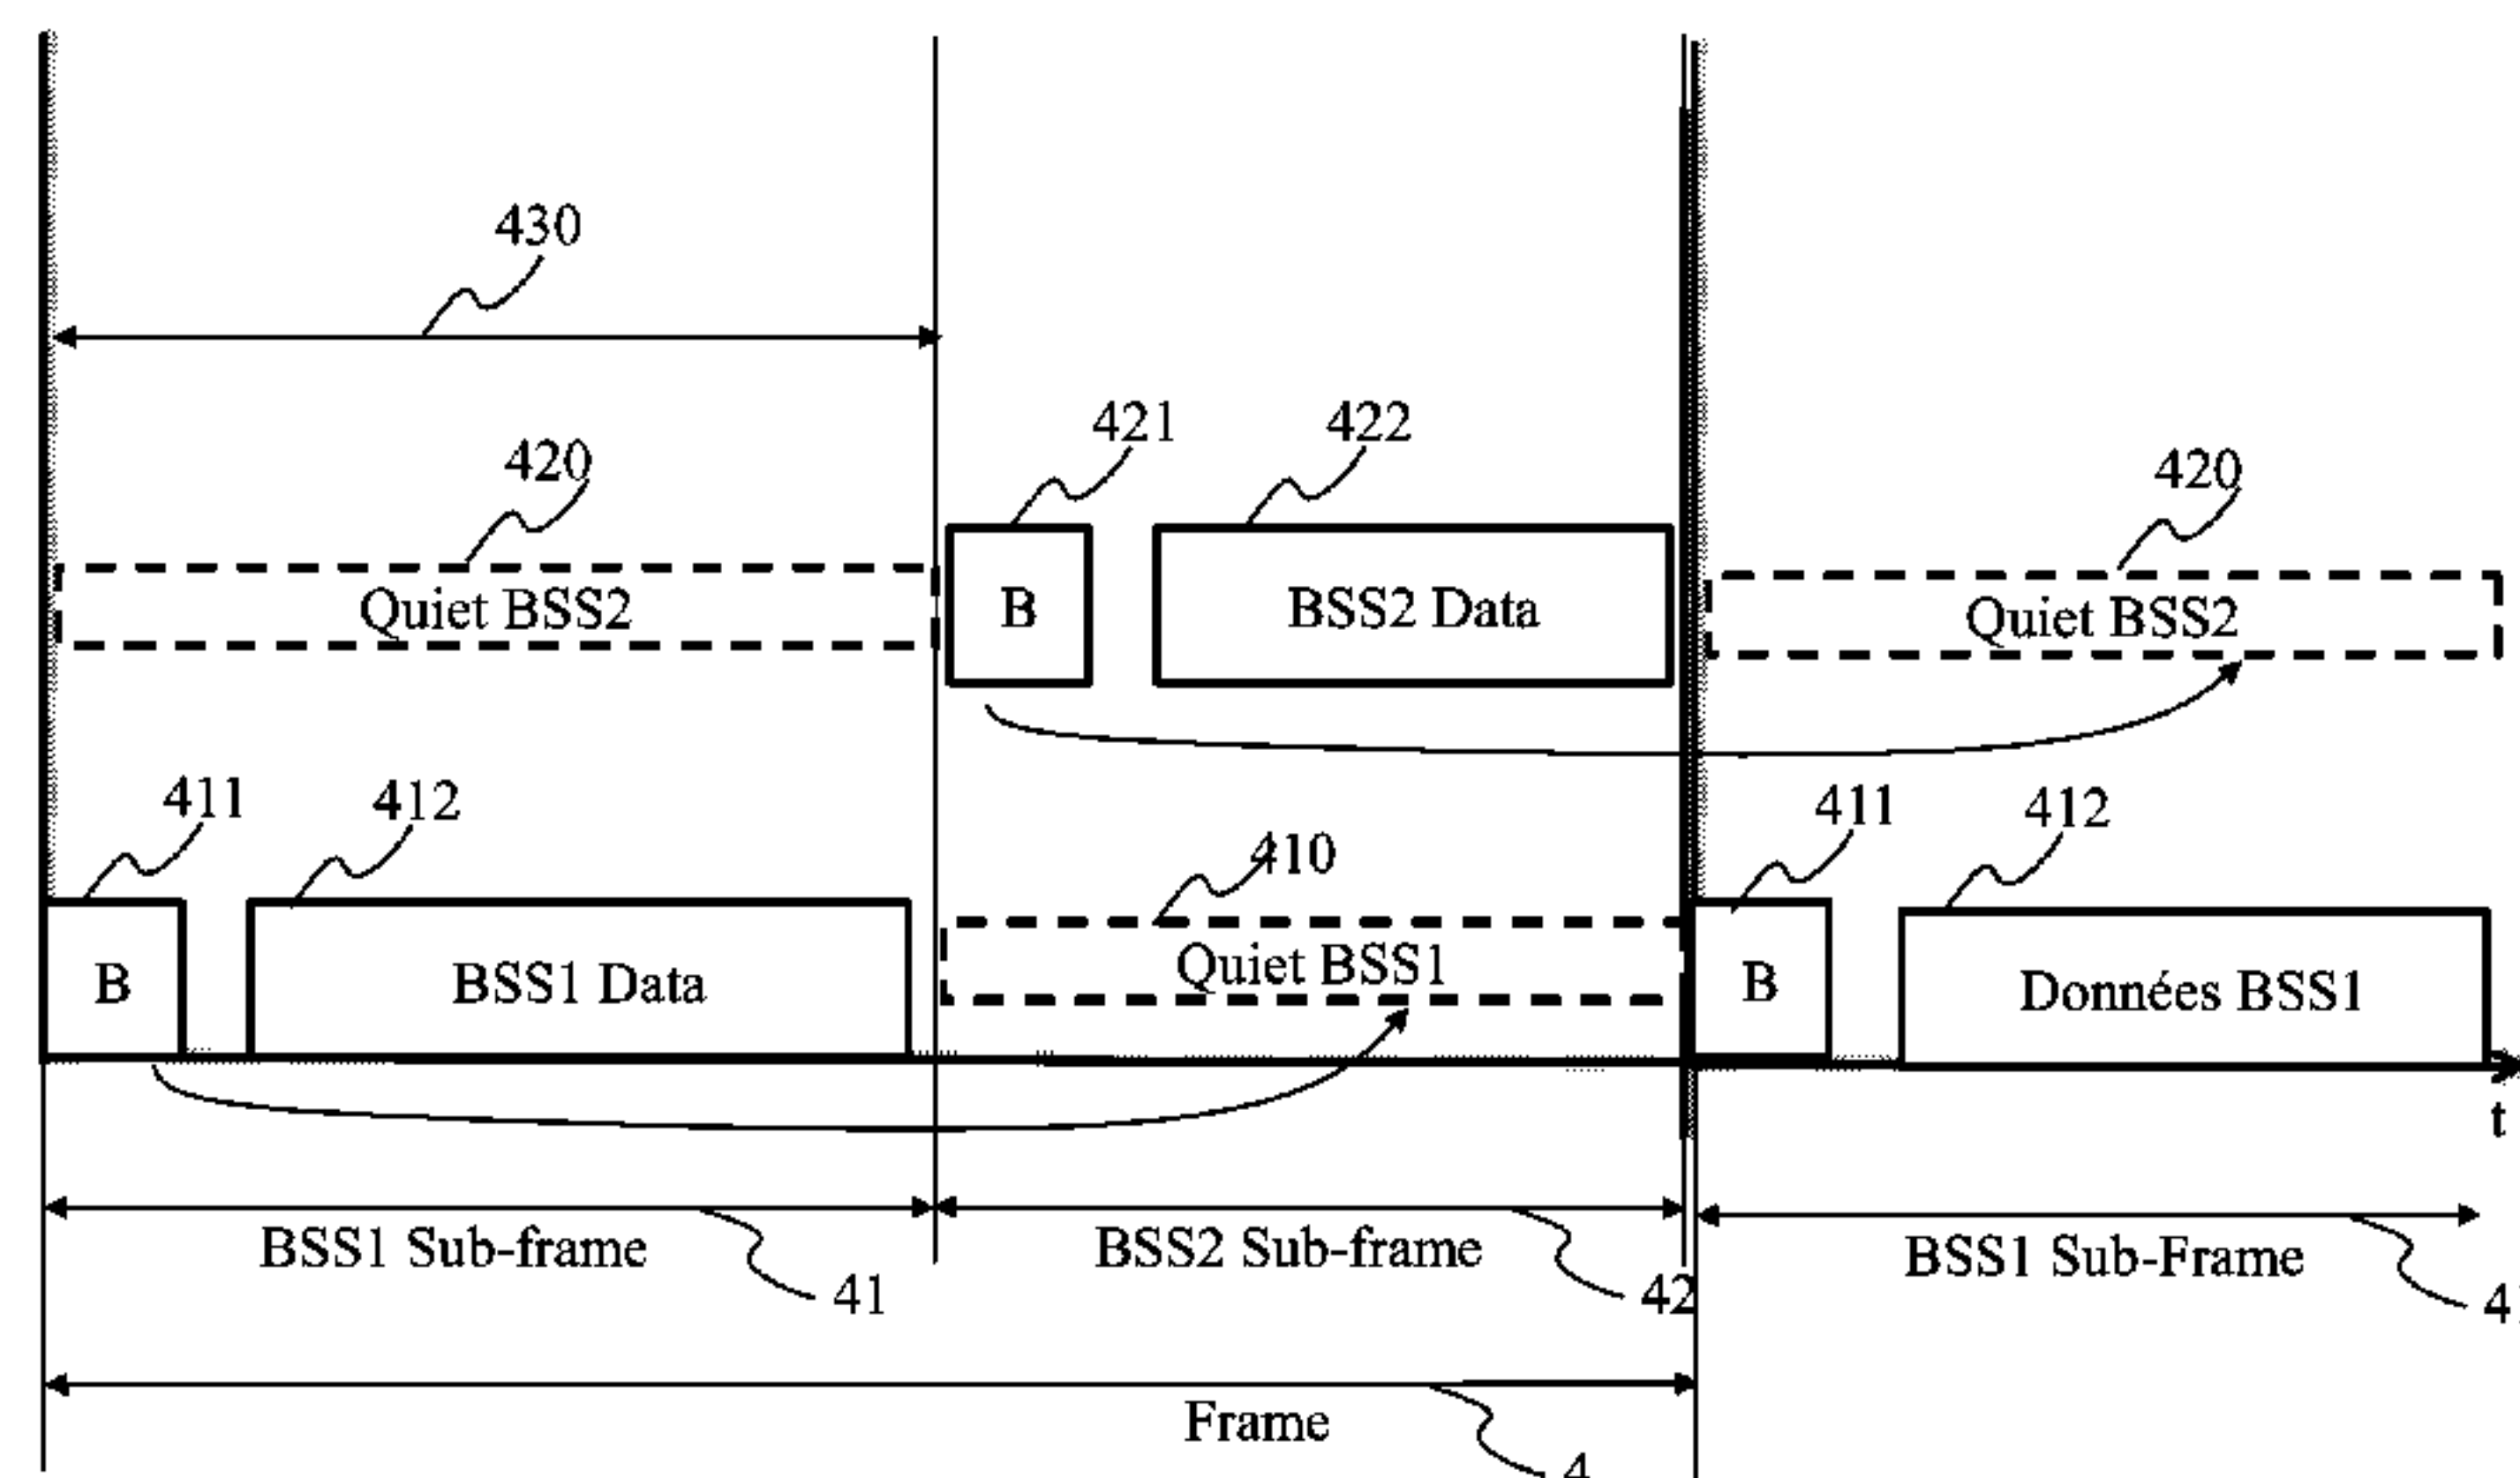 430
420
421
422
420
Quiet BSS2
B
BSS2 Data
Quiet BSS2
411
412
410
411
412
B
BSS1 Data
Quiet BSS1
B
Données BSS1
t
BSS1 Sub-frame
BSS2 Sub-frame
BSS1 Sub-Frame
41
42
Frame
4